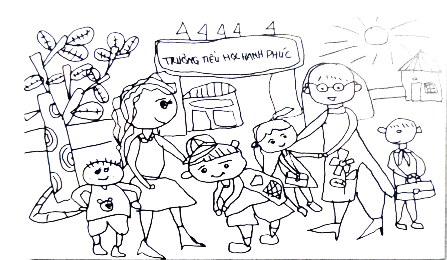 TRƯỜNG TIỂU HỌC HẠNH PHÚC